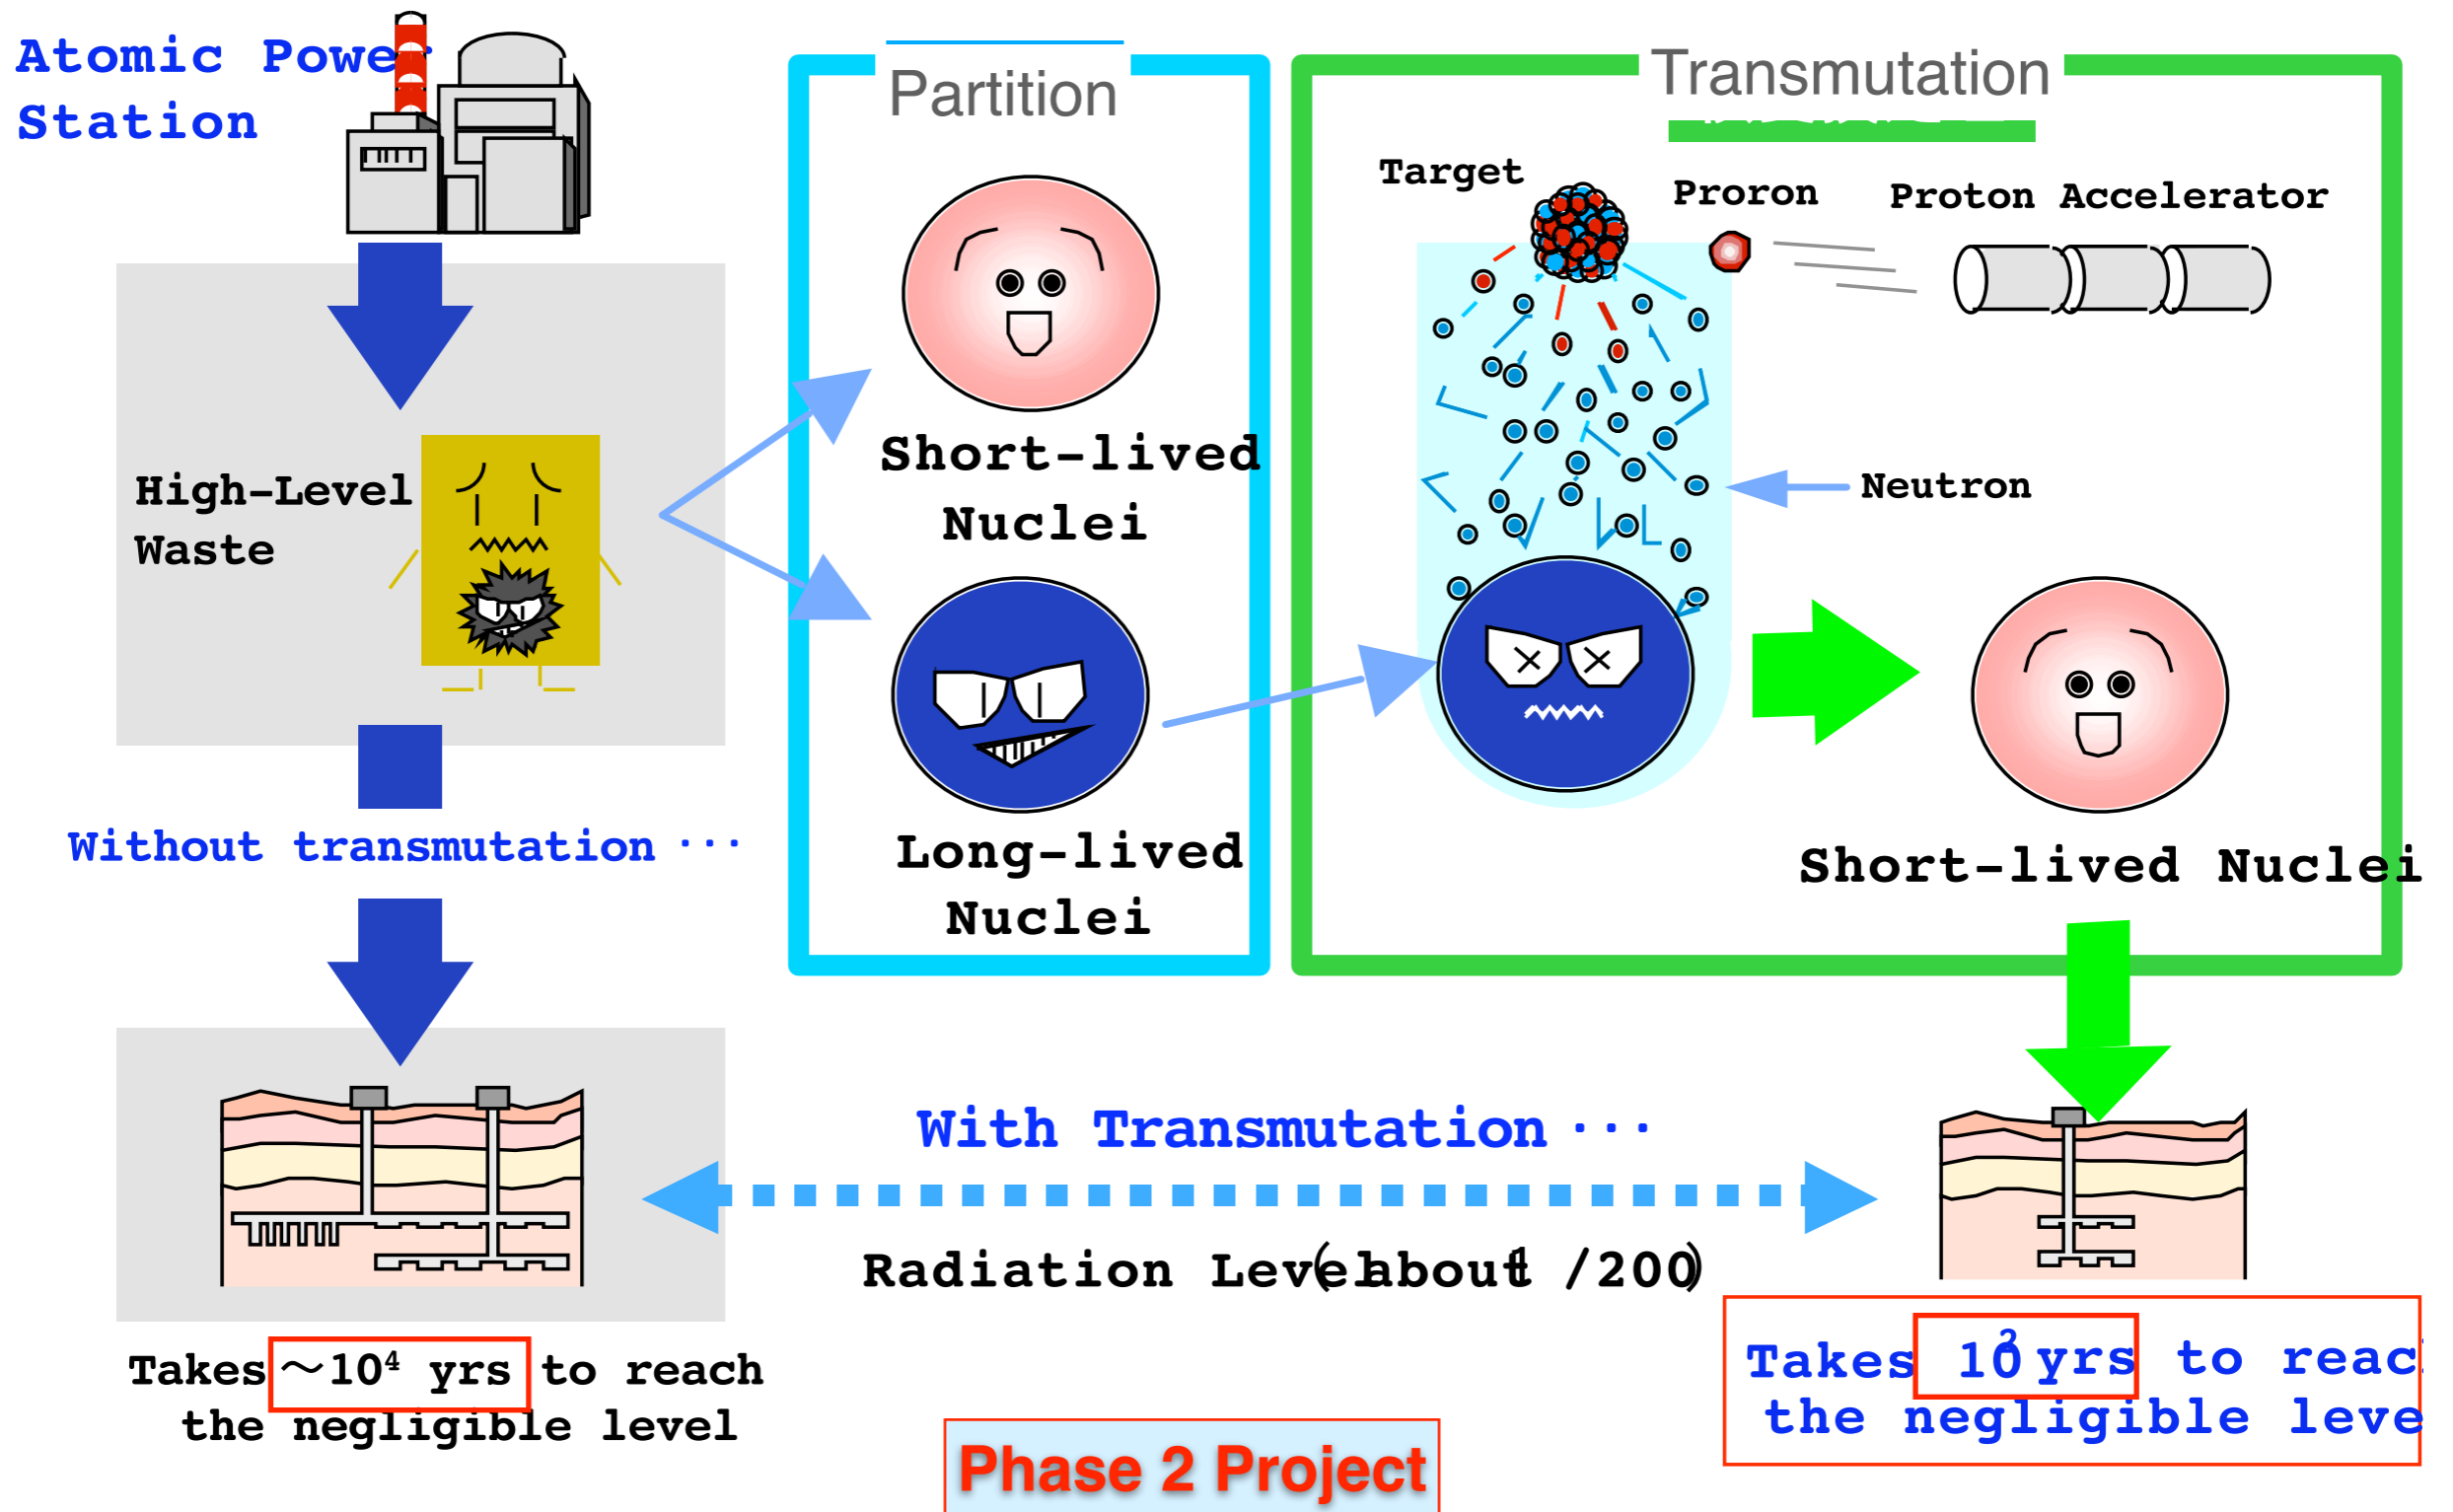 Atomic Power
Station
Partition
Transmutation
Target
Proron
Proton Accelerator
High-Level
Waste
Short-lived
Nuclei
Neutron
Long-lived
Nuclei
Short-lived Nuclei
Without transmutation ···
With Transmutation ···
Radiation Level (about 1 /200)
Takes ~10⁴ yrs to reach
the negligible level
Takes 10² yrs to reac
the negligible leve
Phase 2 Project